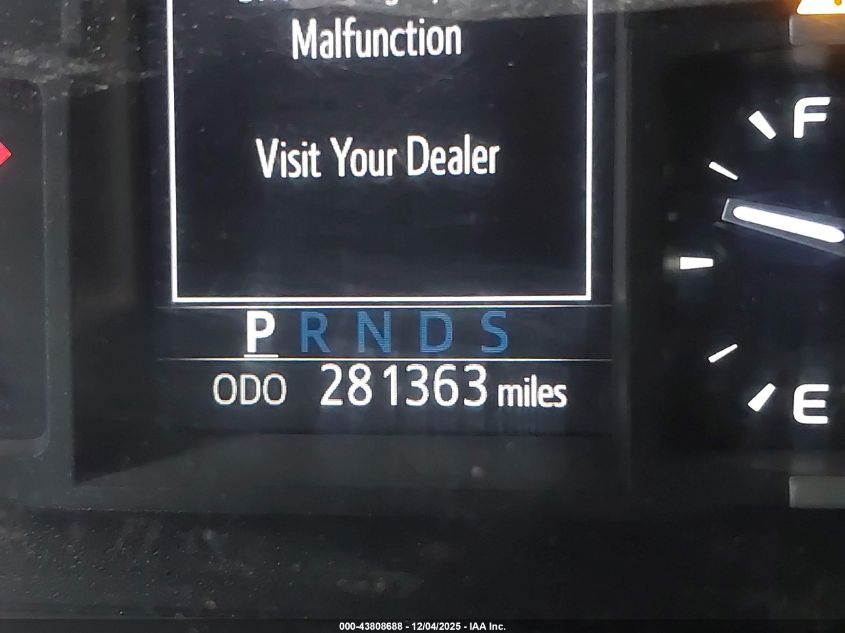 Malfunction
Visit Your Dealer
P R N D S
ODO 281363 miles
F
E
000-43808688 - 12/04/2025 - IAA Inc.